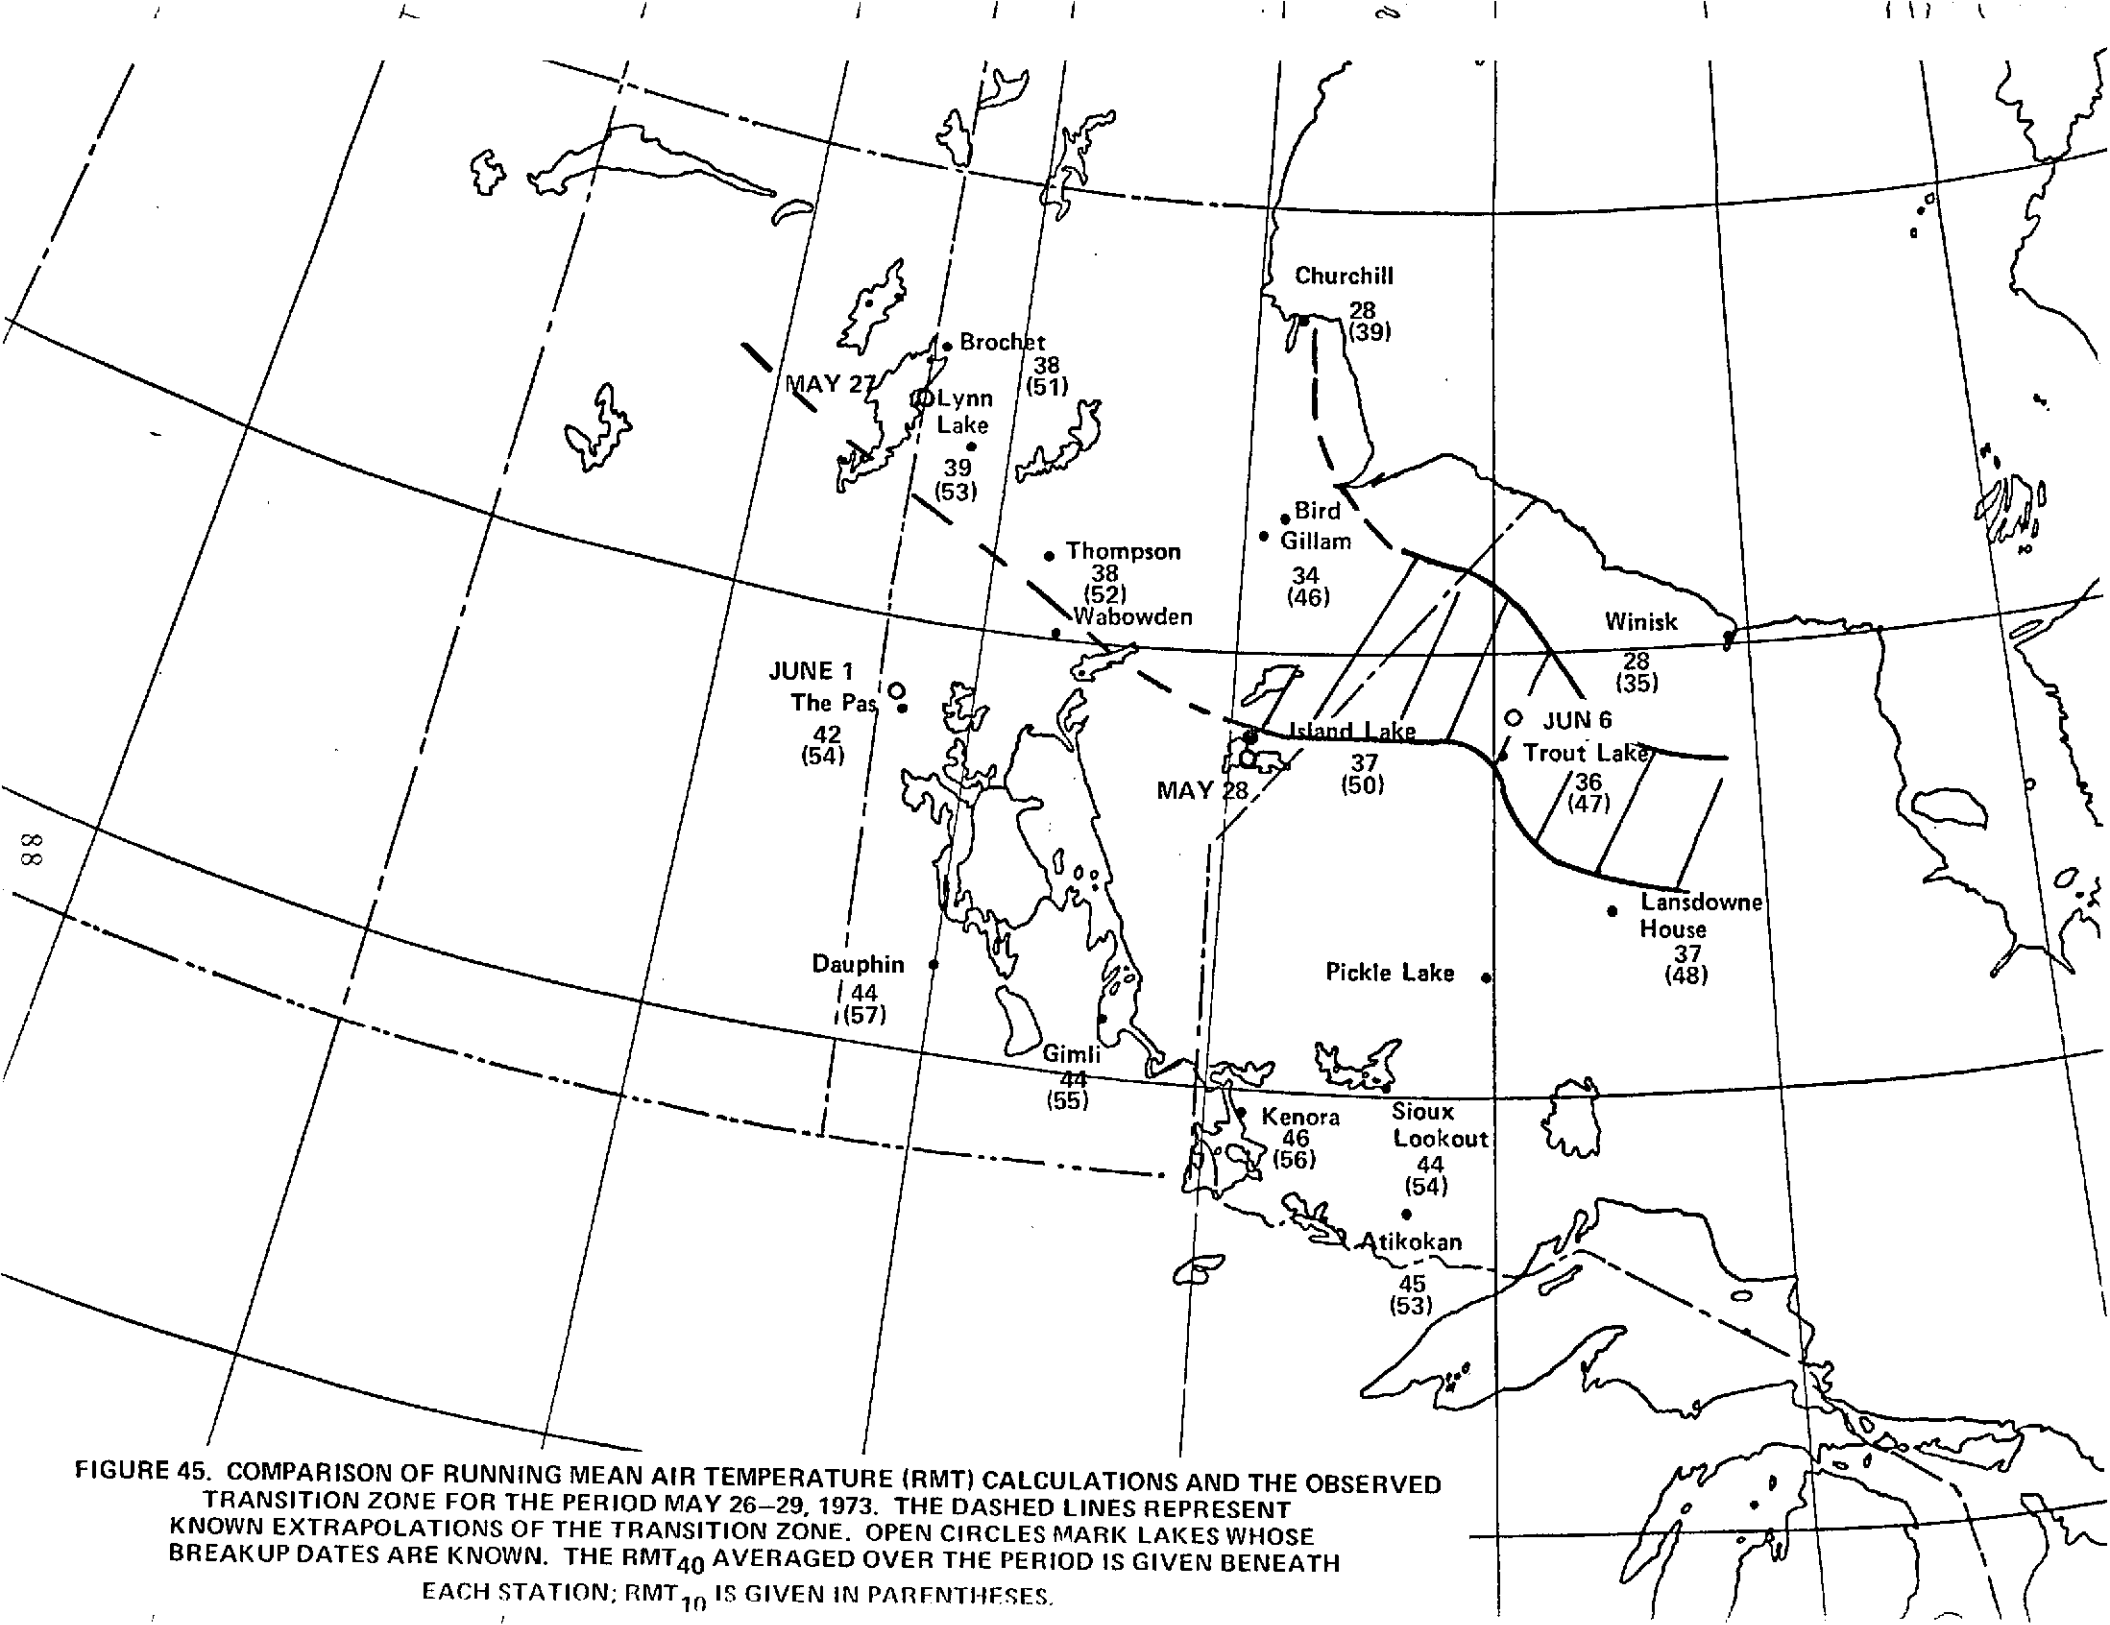 Churchill
28
(39)
Brochet
38
(51)
MAY 27
Lynn
Lake
39
(53)
Bird
Gillam
34
(46)
Thompson
38
(52)
Wabowden
Winisk
28
(35)
JUNE 1
The Pas
42
(54)
JUN 6
Island Lake
37
(50)
Trout Lake
36
(47)
MAY 28
88
Lansdowne
House
37
(48)
Dauphin
44
(57)
Pickle Lake
Gimli
44
(55)
Kenora
46
(56)
Sioux
Lookout
44
(54)
Atikokan
45
(53)
FIGURE 45. COMPARISON OF RUNNING MEAN AIR TEMPERATURE (RMT) CALCULATIONS AND THE OBSERVED
TRANSITION ZONE FOR THE PERIOD MAY 26–29, 1973. THE DASHED LINES REPRESENT
KNOWN EXTRAPOLATIONS OF THE TRANSITION ZONE. OPEN CIRCLES MARK LAKES WHOSE
BREAKUP DATES ARE KNOWN. THE RMT40 AVERAGED OVER THE PERIOD IS GIVEN BENEATH
EACH STATION; RMT10 IS GIVEN IN PARENTHESES.